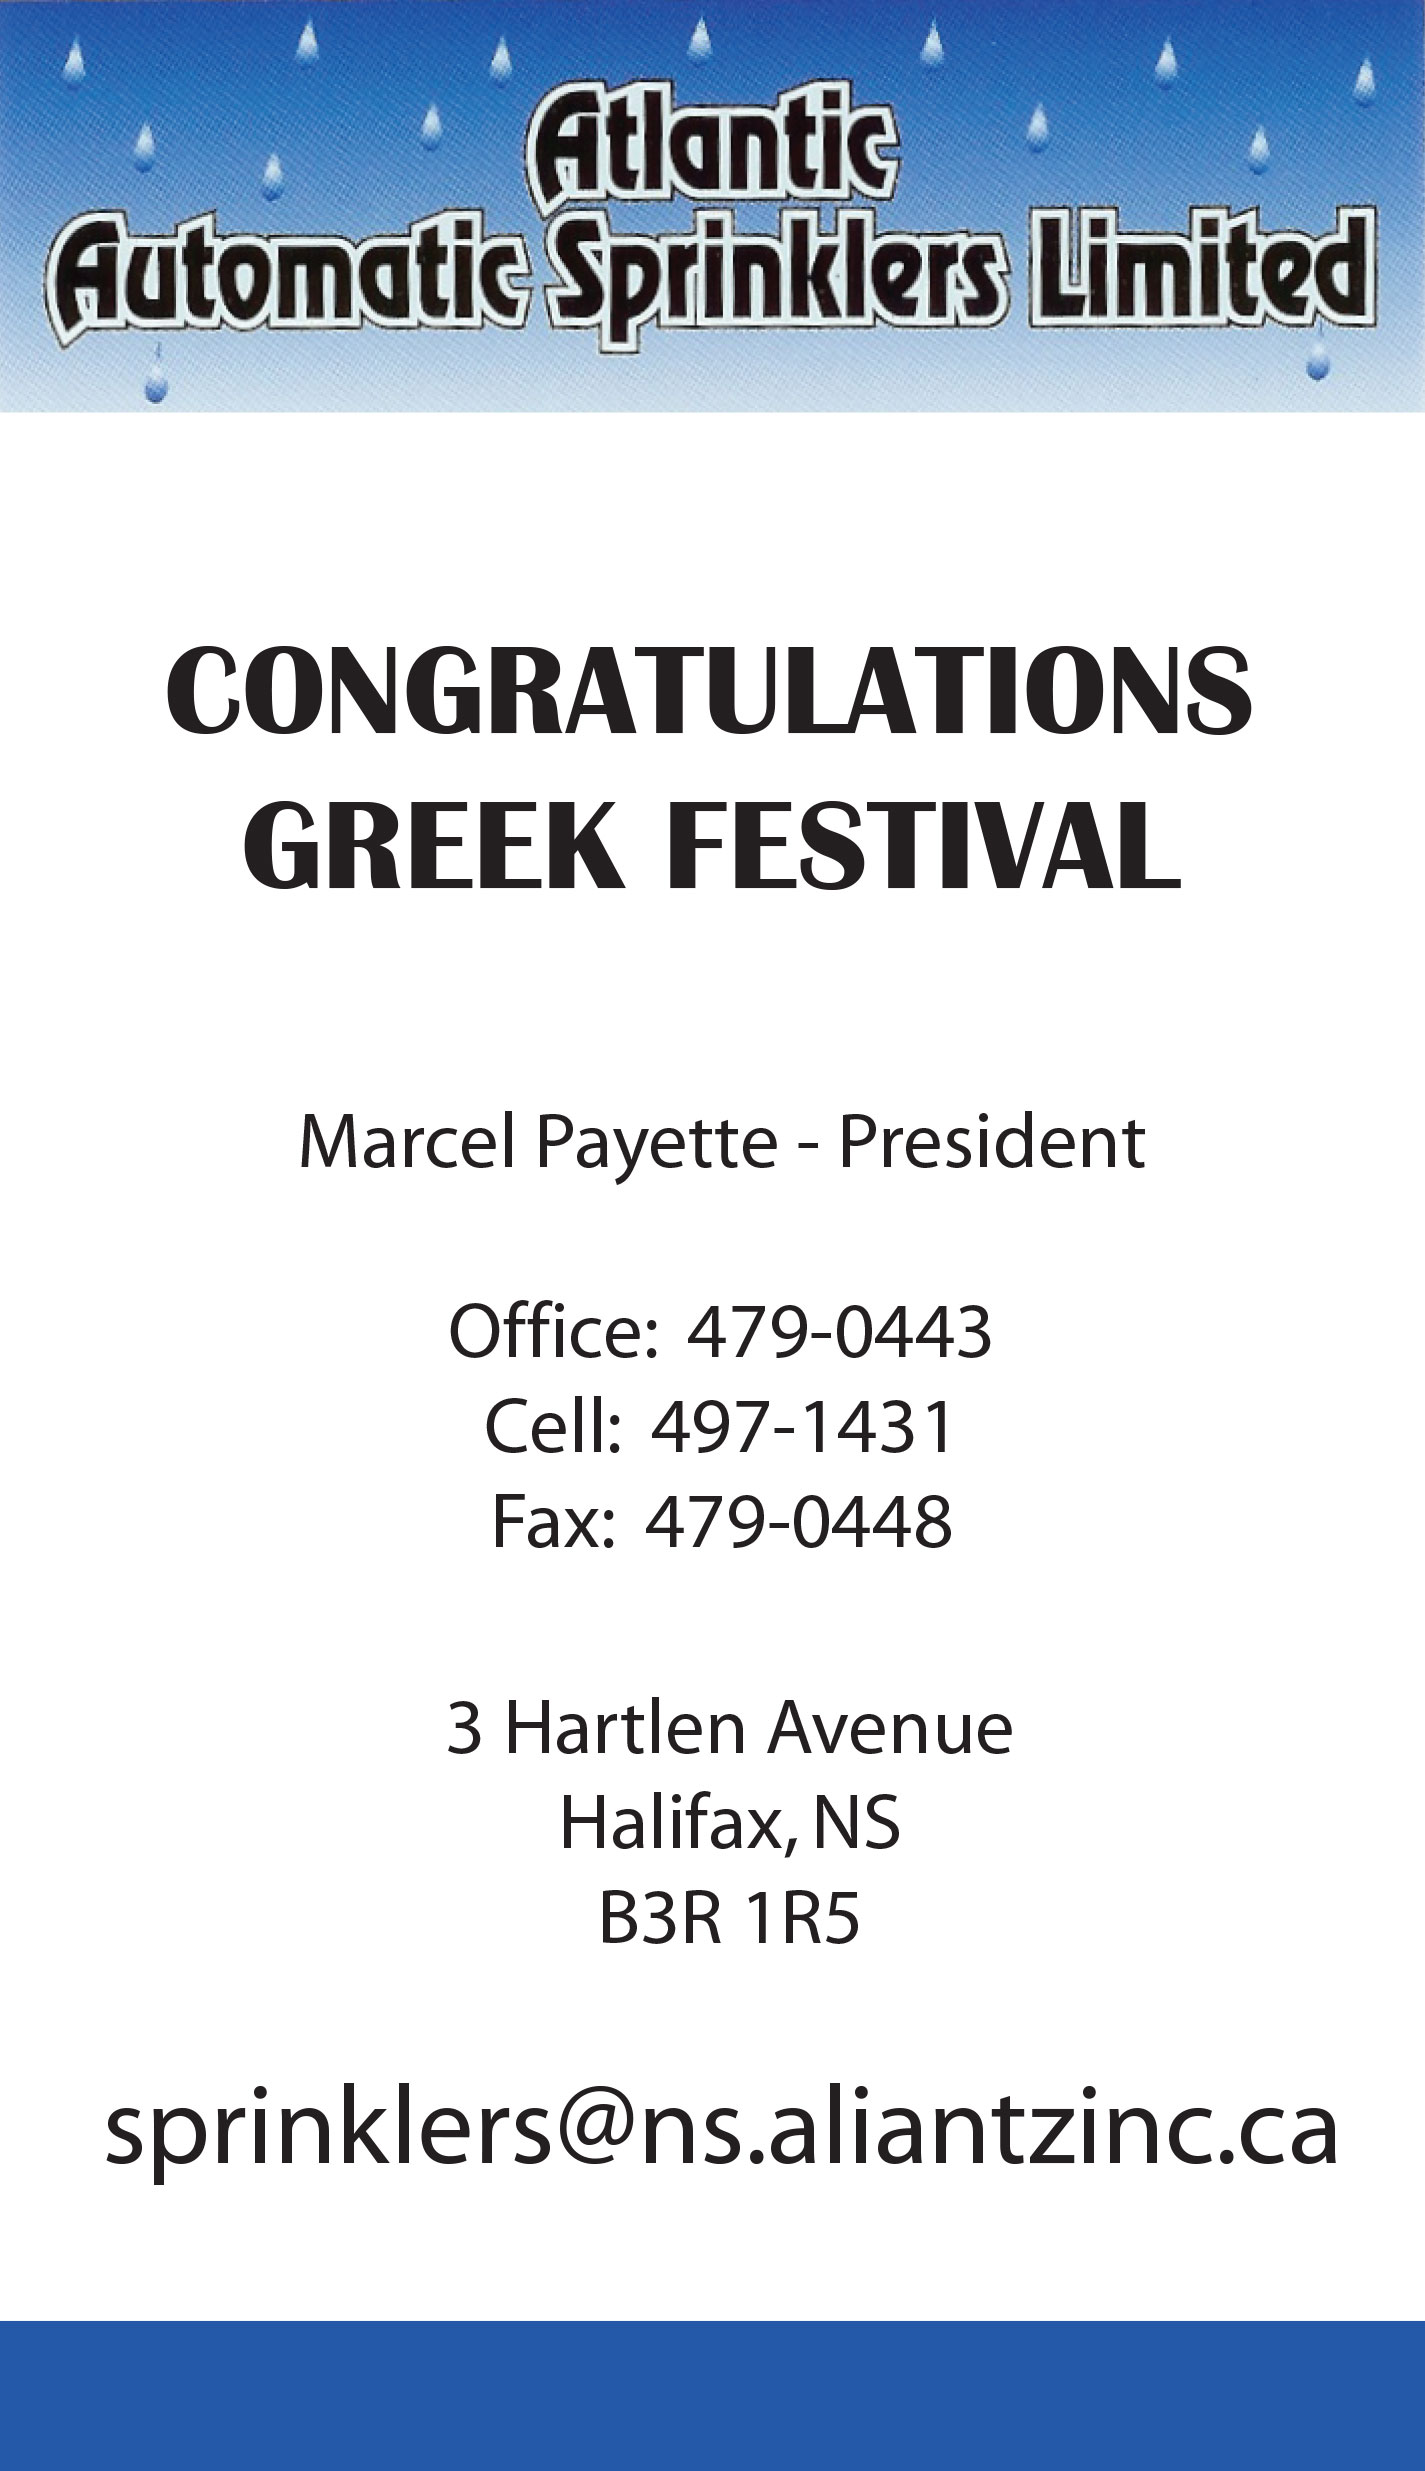 Atlantic
Automatic Sprinklers Limited
CONGRATULATIONS
GREEK FESTIVAL
Marcel Payette - President
Office: 479-0443
Cell: 497-1431
Fax: 479-0448
3 Hartlen Avenue
Halifax, NS
B3R 1R5
sprinklers@ns.aliantzinc.ca